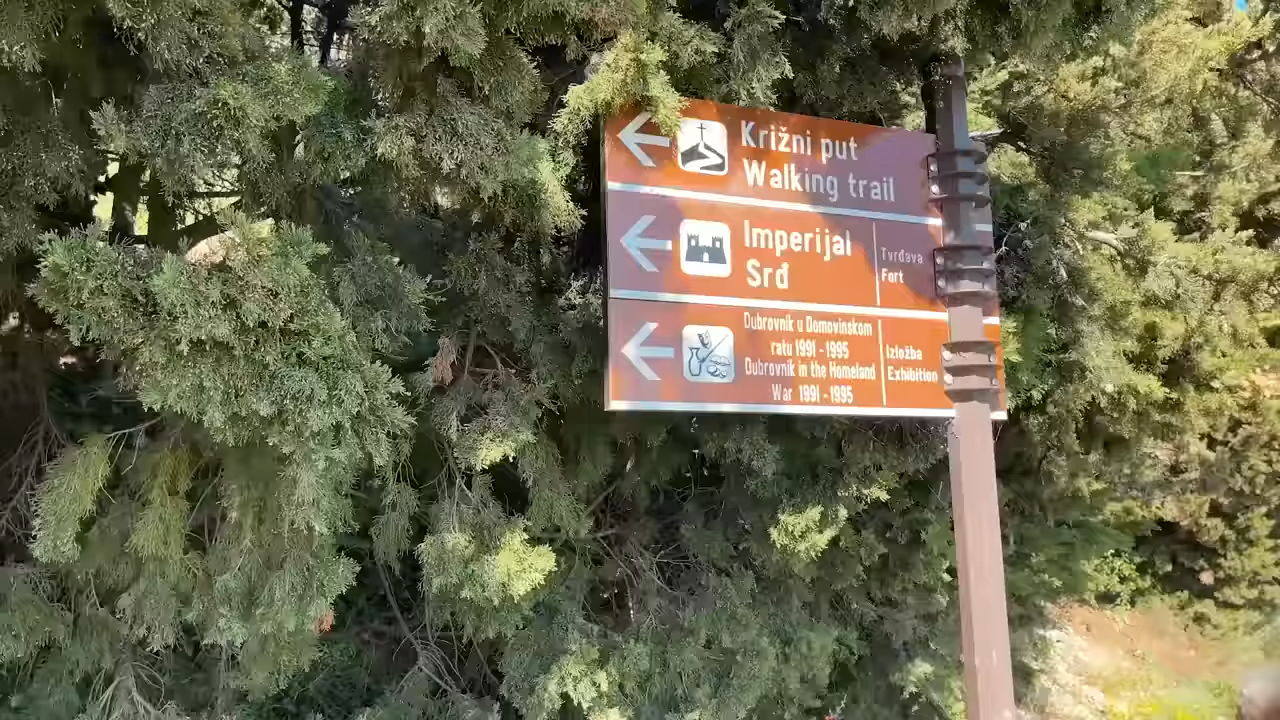 Križni put
Walking trail
Imperijal
Srđ
Tvrđava
Fort
Dubrovnik u Domovinskom
ratu 1991 - 1995
Dubrovnik in the Homeland
War 1991 - 1995
Izložba
Exhibition